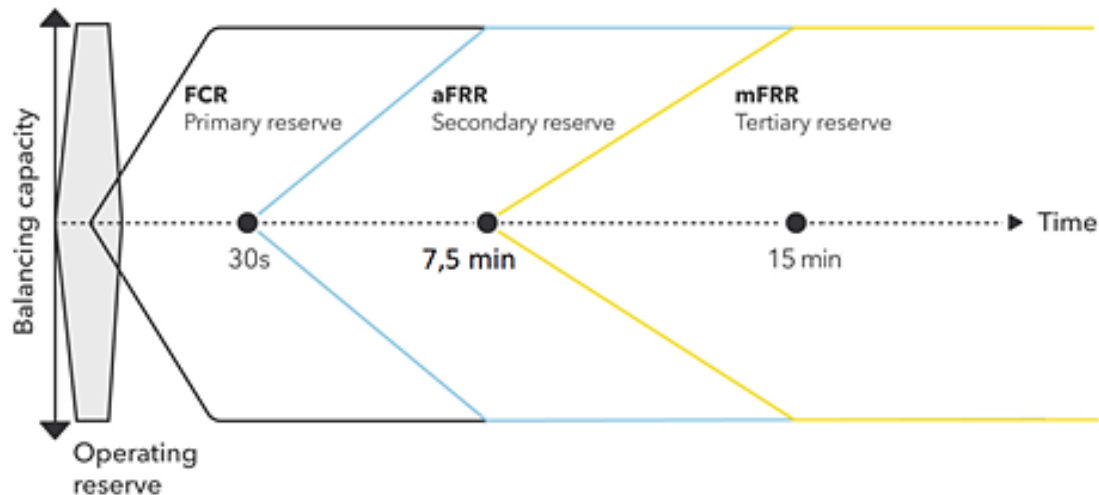 FCR
Primary reserve
aFRR
Secondary reserve
mFRR
Tertiary reserve
Balancing capacity
Time
30s
7,5 min
15 min
Operating
reserve